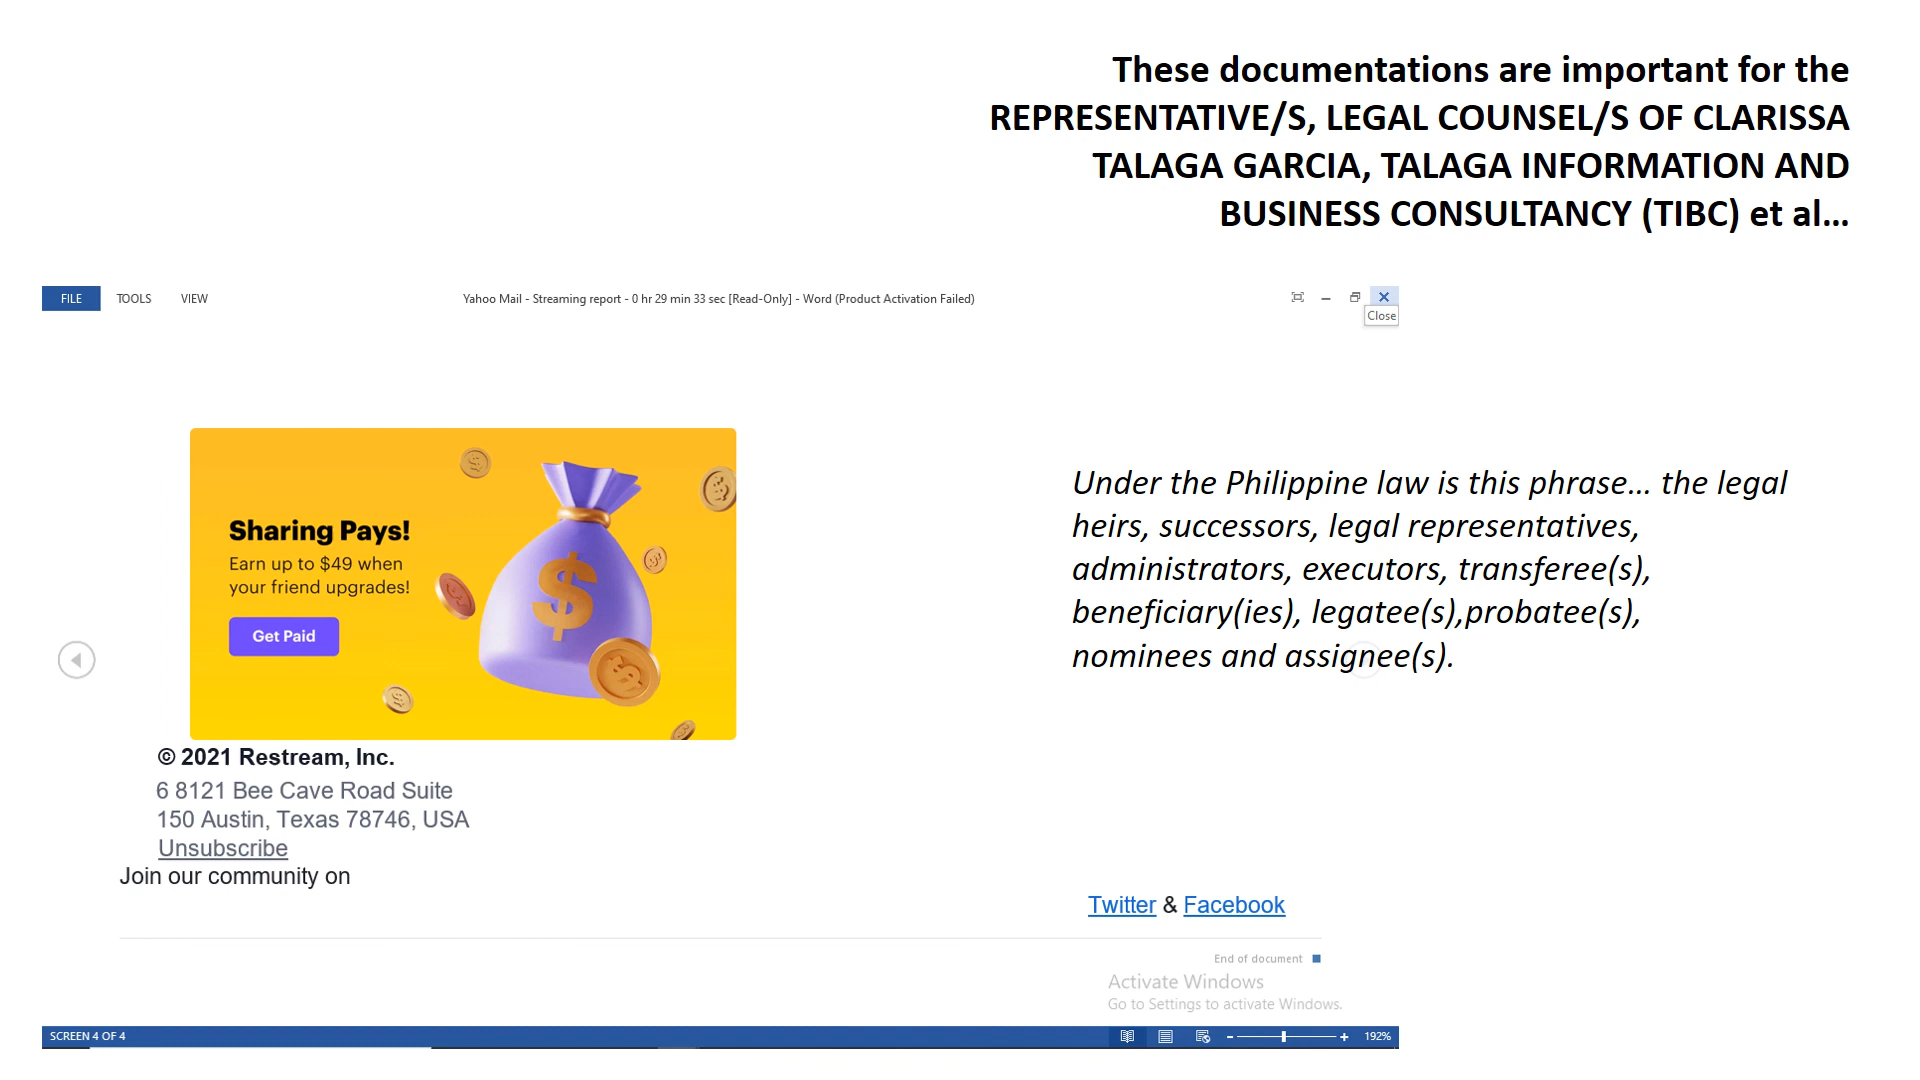 These documentations are important for the
REPRESENTATIVE/S, LEGAL COUNSEL/S OF CLARISSA
TALAGA GARCIA, TALAGA INFORMATION AND
BUSINESS CONSULTANCY (TIBC) et al...
FILE TOOLS VIEW Yahoo Mail - Streaming report - 0 hr 29 min 33 sec [Read-Only] - Word (Product Activation Failed)
Close
Under the Philippine law is this phrase... the legal
heirs, successors, legal representatives,
administrators, executors, transferee(s),
beneficiary(ies), legatee(s),probatee(s),
nominees and assignee(s).
Sharing Pays!
Earn up to $49 when
your friend upgrades!
Get Paid
© 2021 Restream, Inc.
6 8121 Bee Cave Road Suite
150 Austin, Texas 78746, USA
Unsubscribe
Join our community on
Twitter & Facebook
End of document
Activate Windows
Go to Settings to activate Windows.
SCREEN 4 OF 4 192%